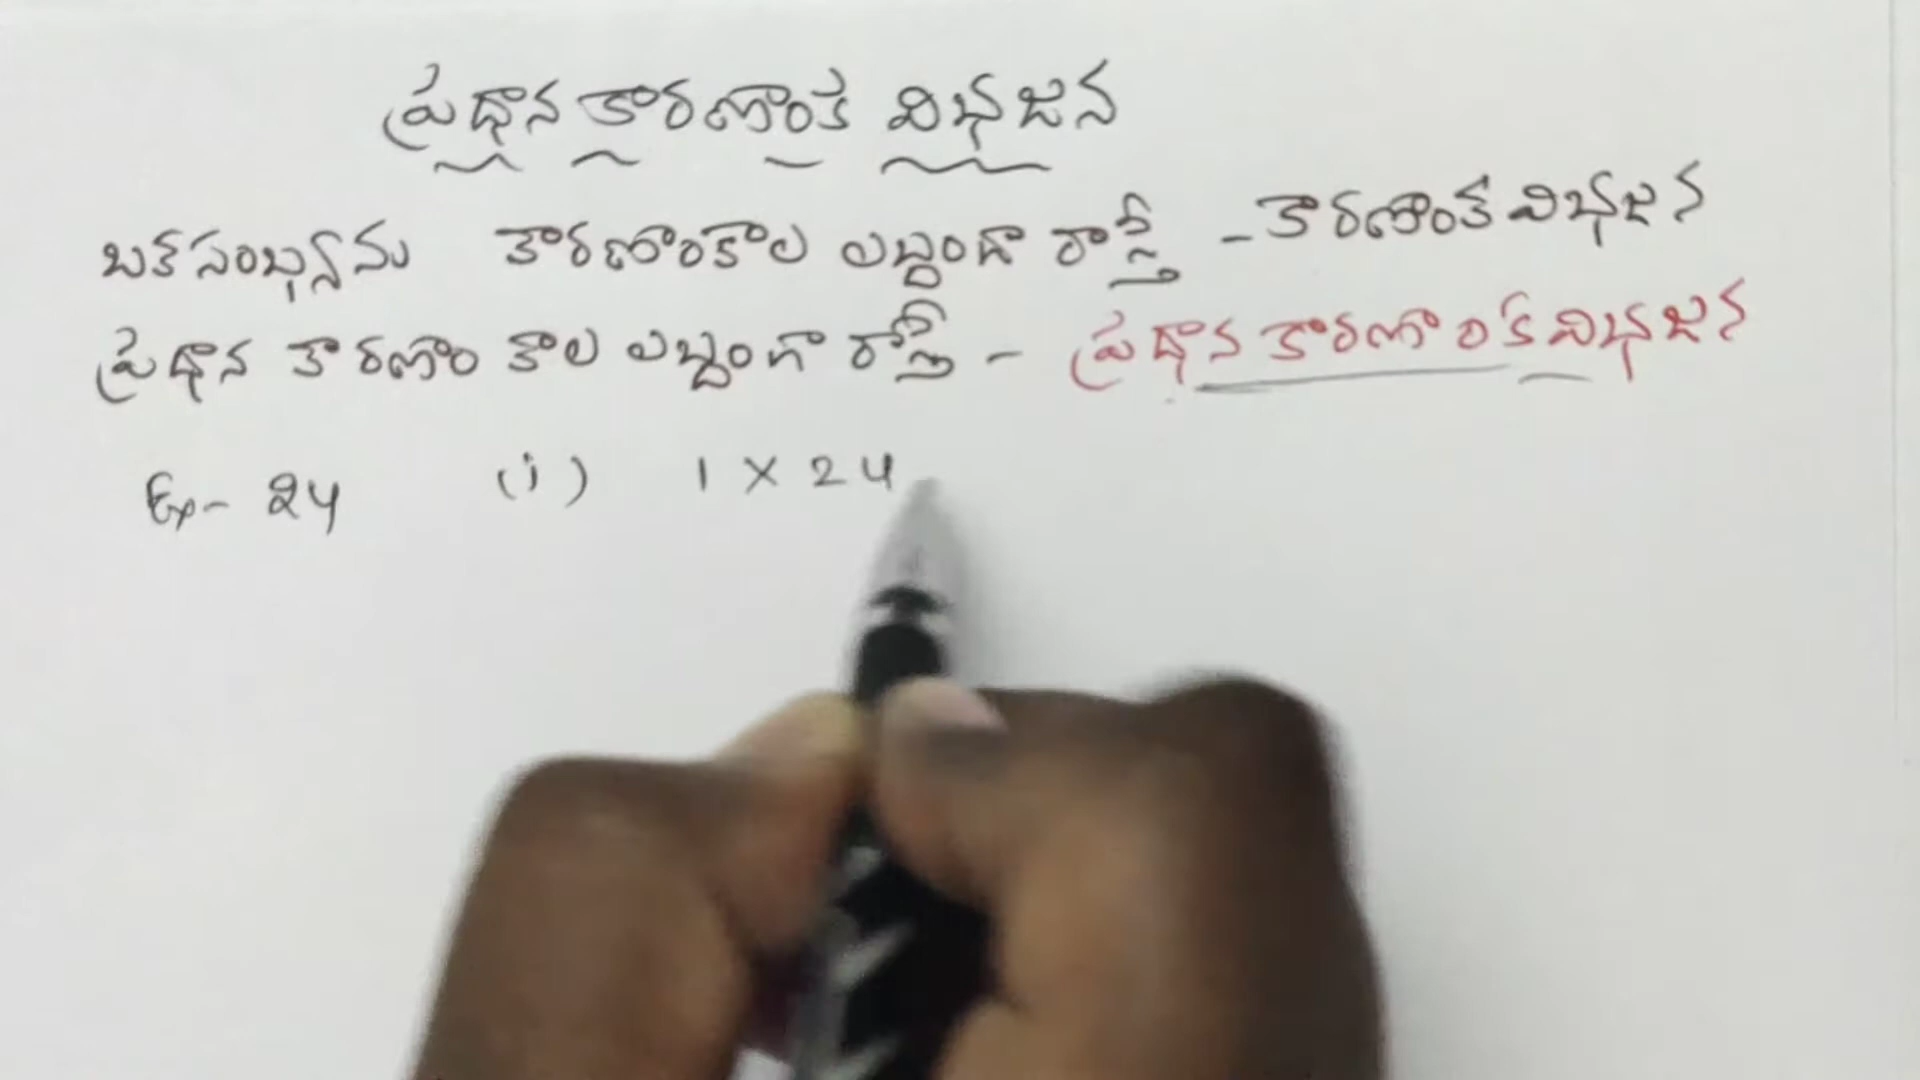 ప్రధాన కారణాంక విభజన
ఒక సంఖ్యను కారణాంకాల లబ్దండా రాస్తే - కారణాంక విభజన
ప్రధాన కారణాం కాల లబ్దంగా రాస్తే - ప్రధాన కారణాంక విభజన
Ex- 24 (i) 1 X 24